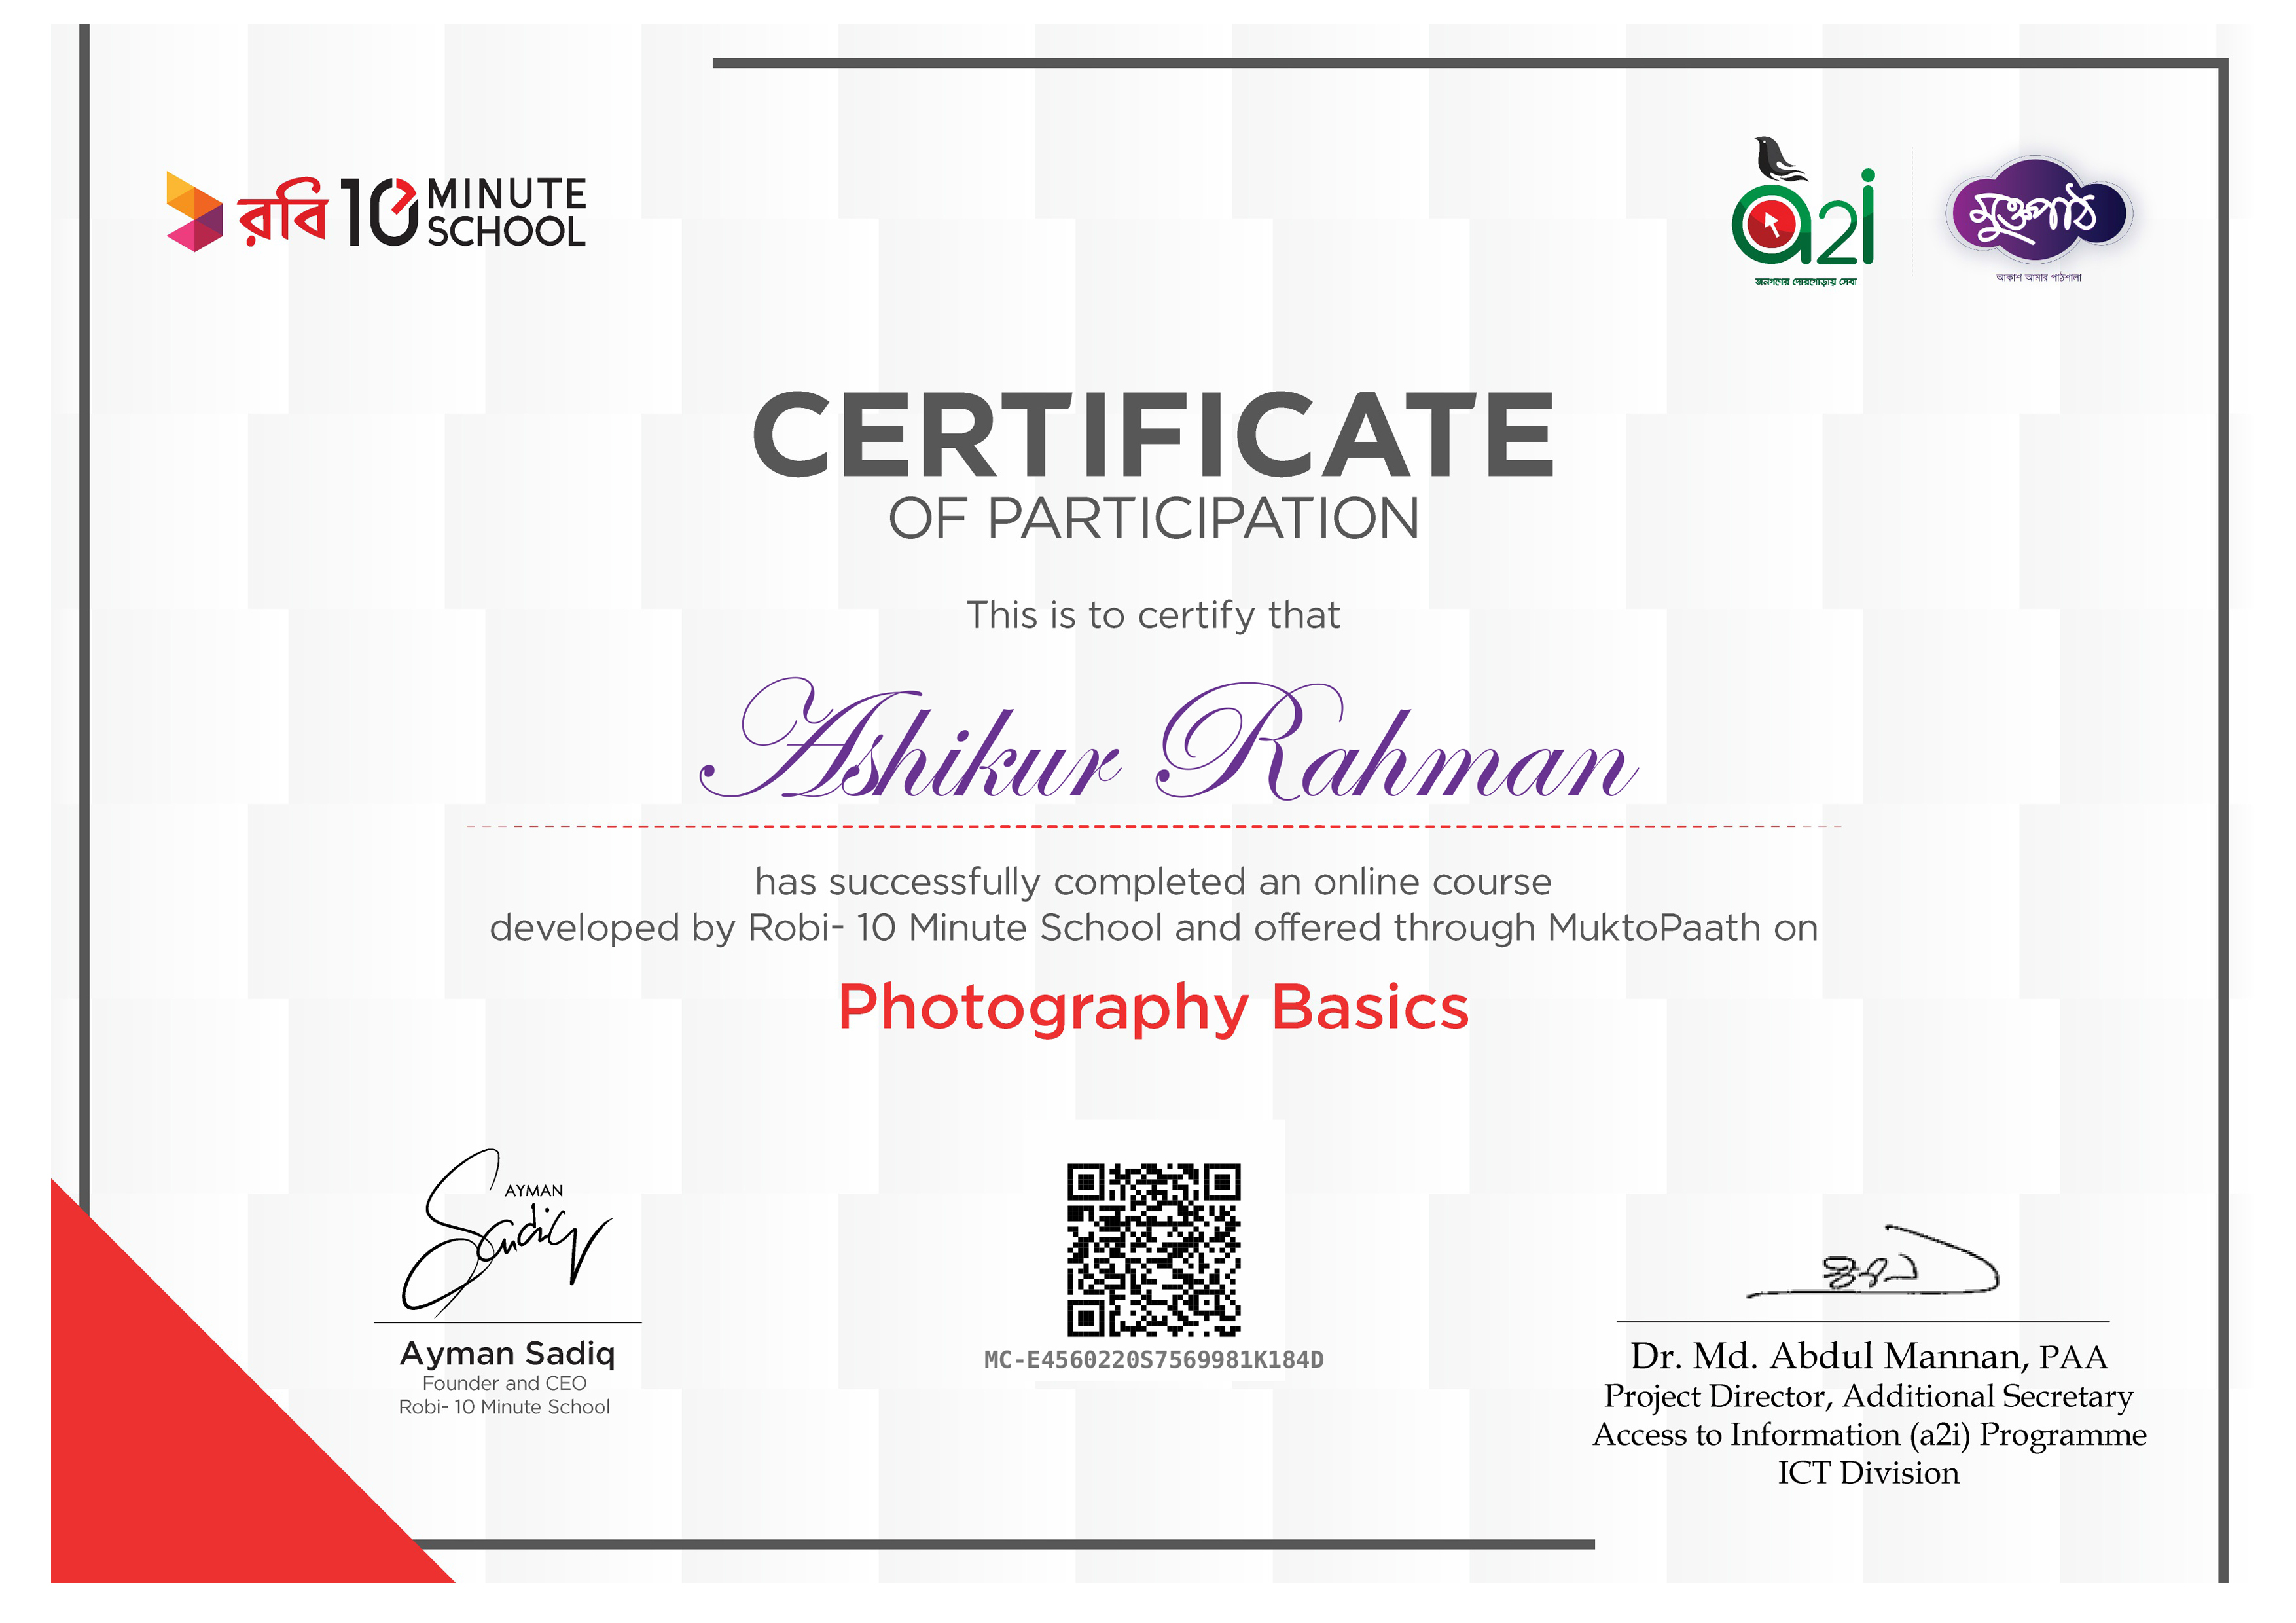 রবি 10 MINUTE SCHOOL
a2i
জনগণের দোরগোড়ায় সেবা
মুক্তপাঠ
আকাশ আমার পাঠশালা
CERTIFICATE
OF PARTICIPATION
This is to certify that
Ashikur Rahman
has successfully completed an online course
developed by Robi- 10 Minute School and offered through MuktoPaath on
Photography Basics
AYMAN
Sadiq
Ayman Sadiq
Founder and CEO
Robi- 10 Minute School
MC-E4560220S7569981K184D
Dr. Md. Abdul Mannan, PAA
Project Director, Additional Secretary
Access to Information (a2i) Programme
ICT Division